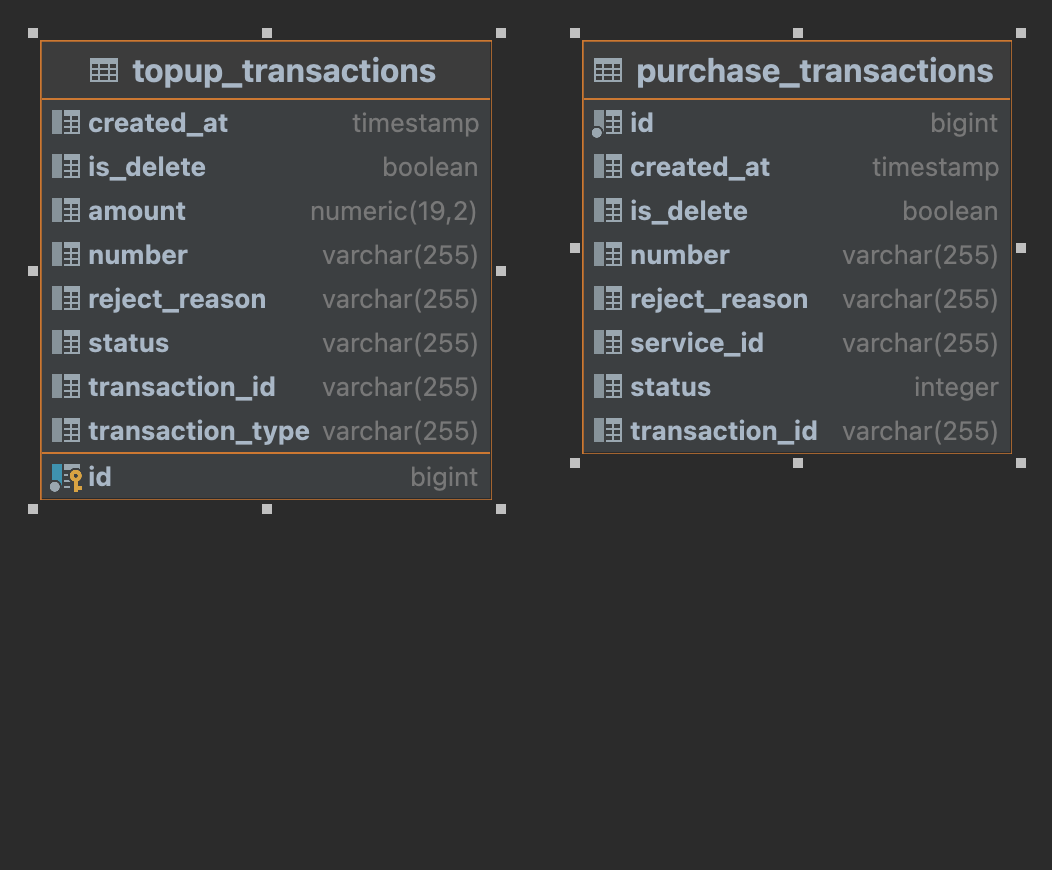 topup_transactions
created_at timestamp
is_delete boolean
amount numeric(19,2)
number varchar(255)
reject_reason varchar(255)
status varchar(255)
transaction_id varchar(255)
transaction_type varchar(255)
id bigint
purchase_transactions
id bigint
created_at timestamp
is_delete boolean
number varchar(255)
reject_reason varchar(255)
service_id varchar(255)
status integer
transaction_id varchar(255)